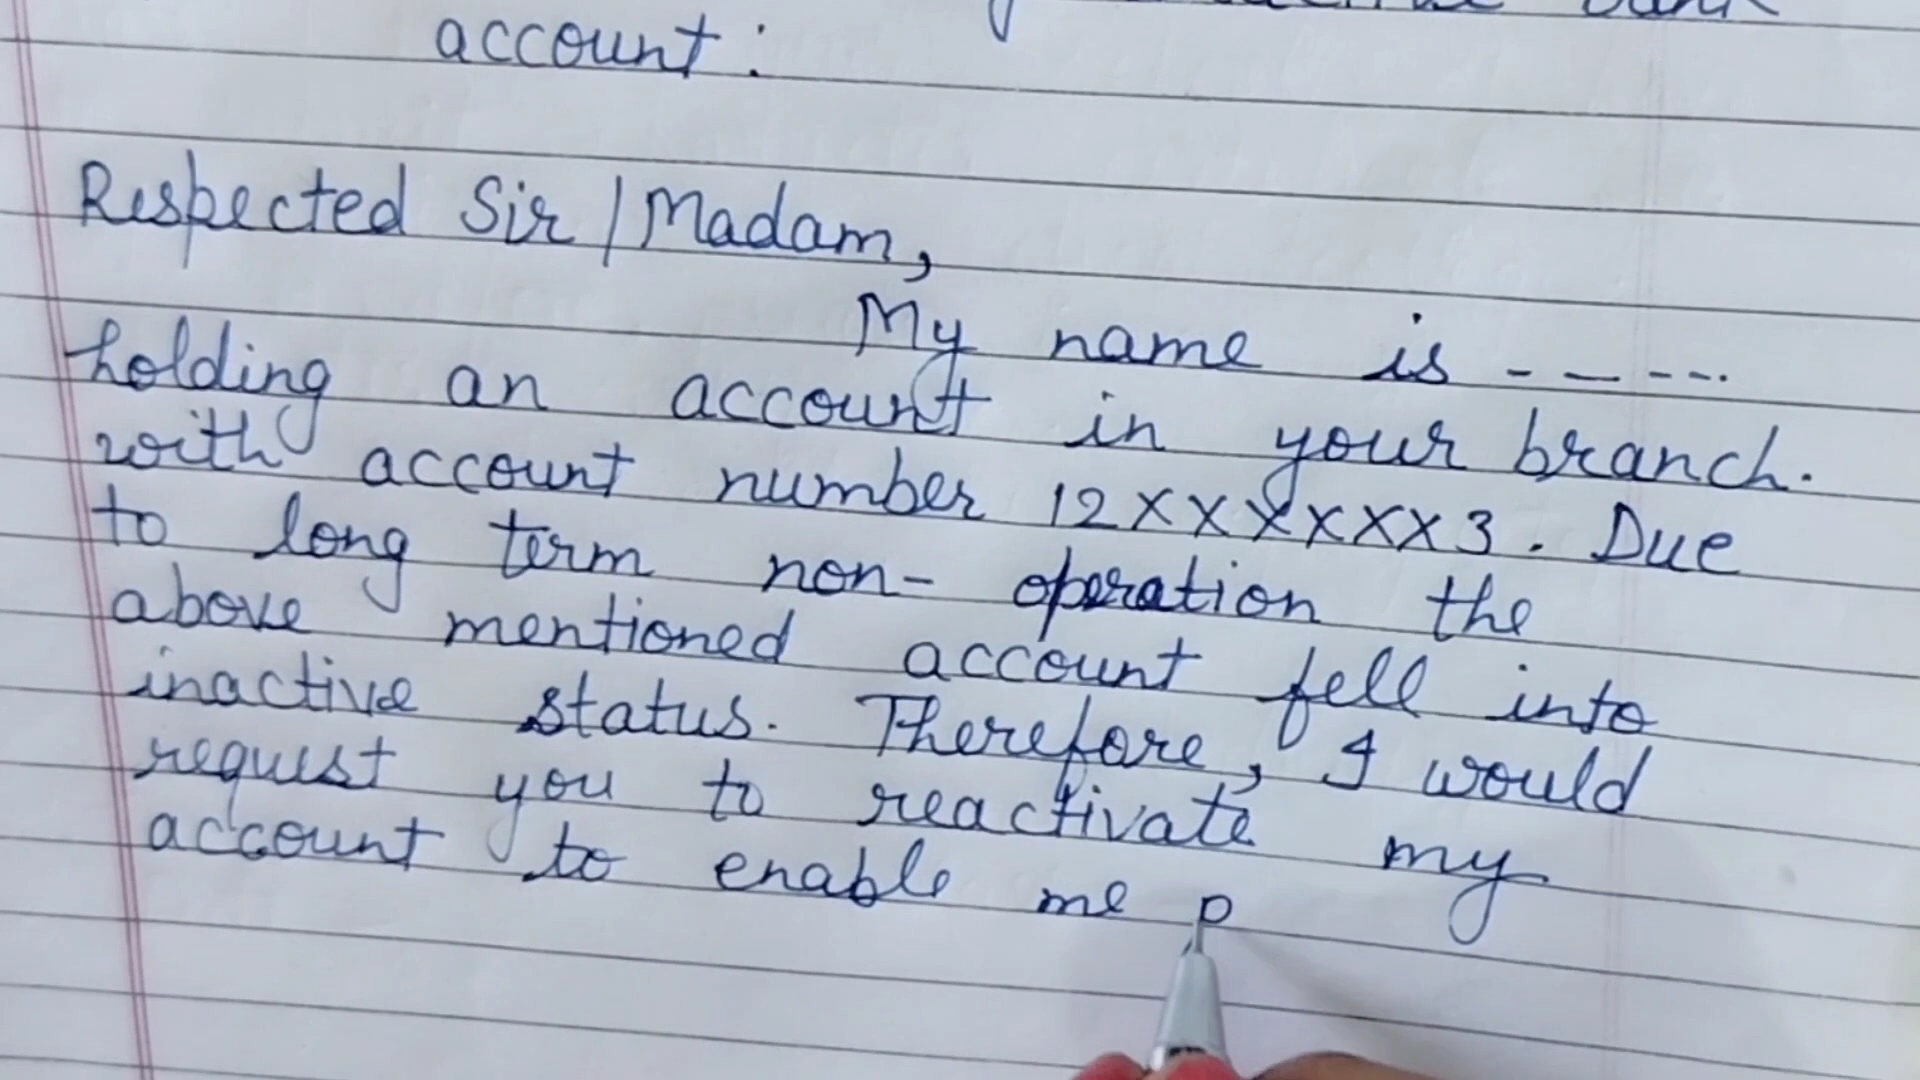 bank
account:
Respected Sir/Madam,
My name is - - - - ...
holding an account in your branch.
with account number 12XXXXXXX3. Due
to long term non- operation the
above mentioned account fell into
inactive status. Therefore, I would
request you to reactivate my
account to enable me p